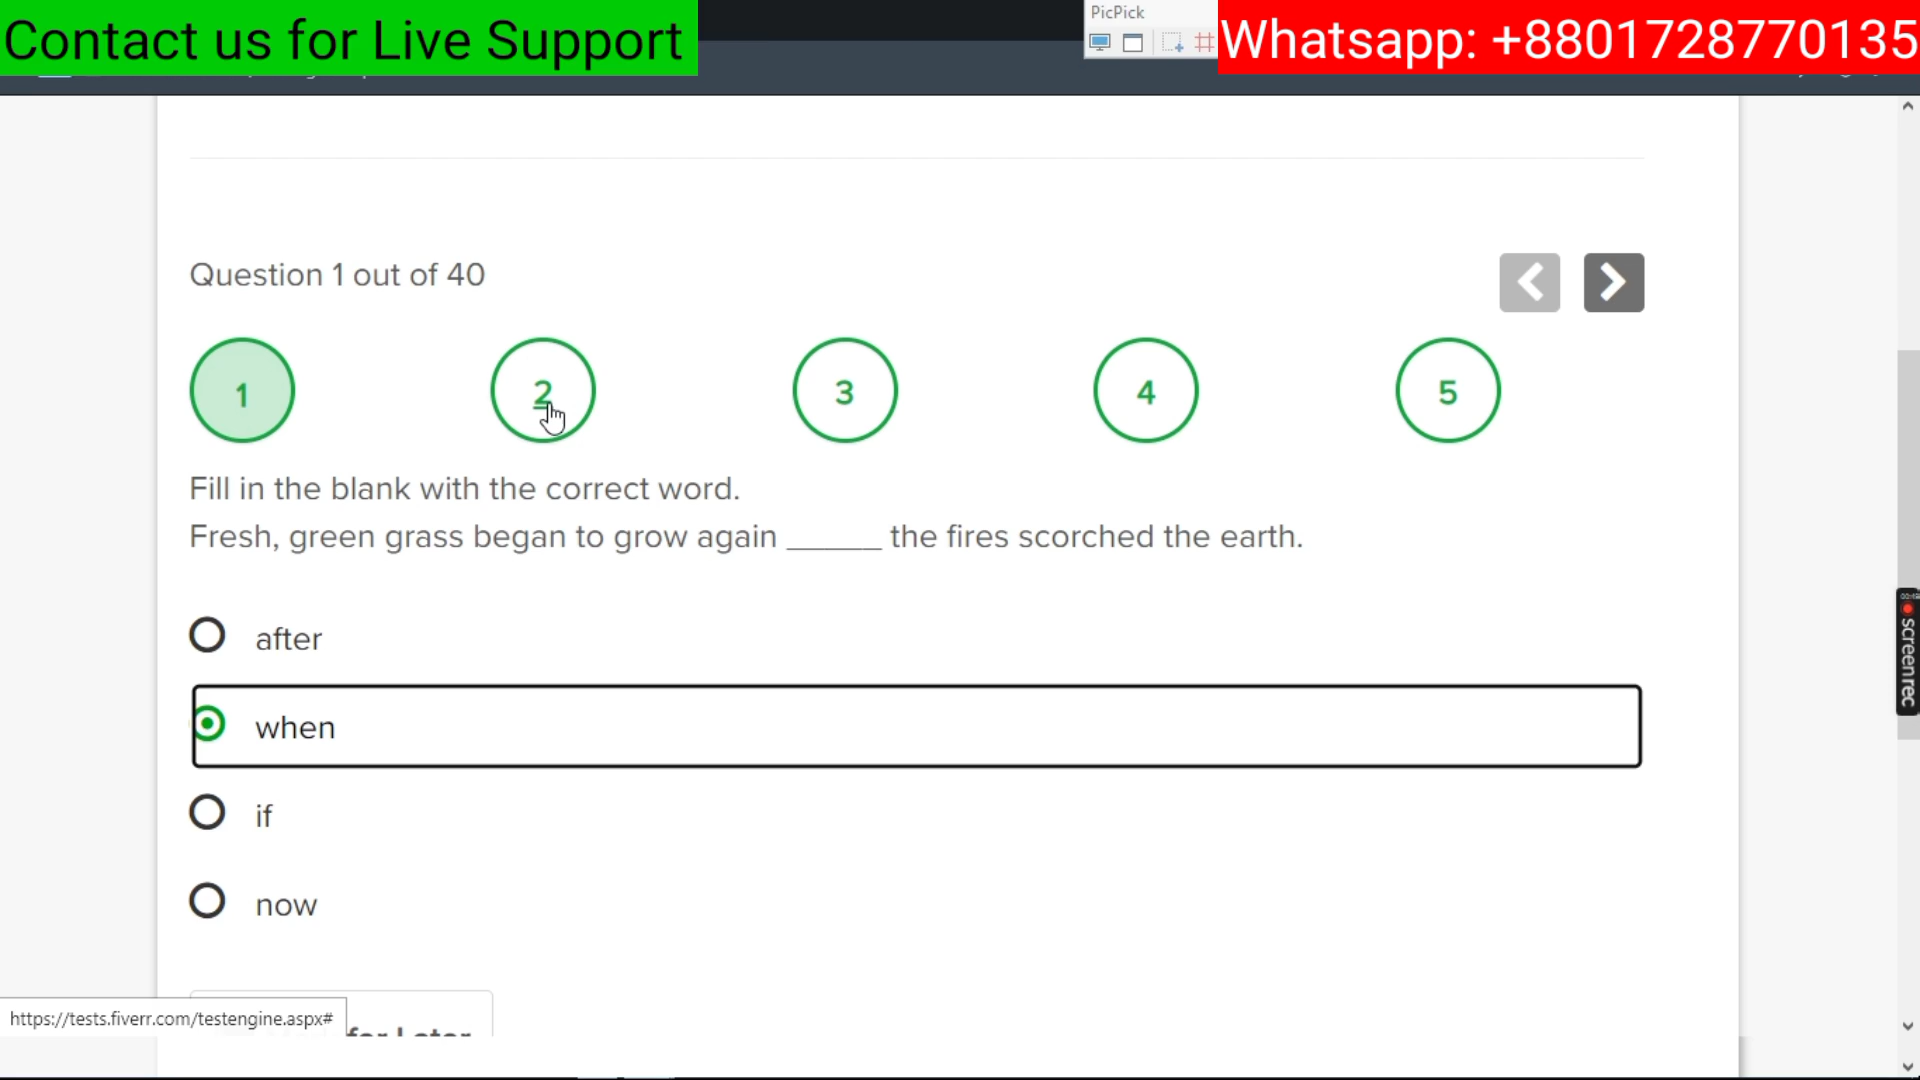 Contact us for Live Support
PicPick
Whatsapp: +8801728770135
Question 1 out of 40
1
2
3
4
5
Fill in the blank with the correct word.
Fresh, green grass began to grow again ______ the fires scorched the earth.
after
when
if
now
https://tests.fiverr.com/testengine.aspx#
for Later
screenrec